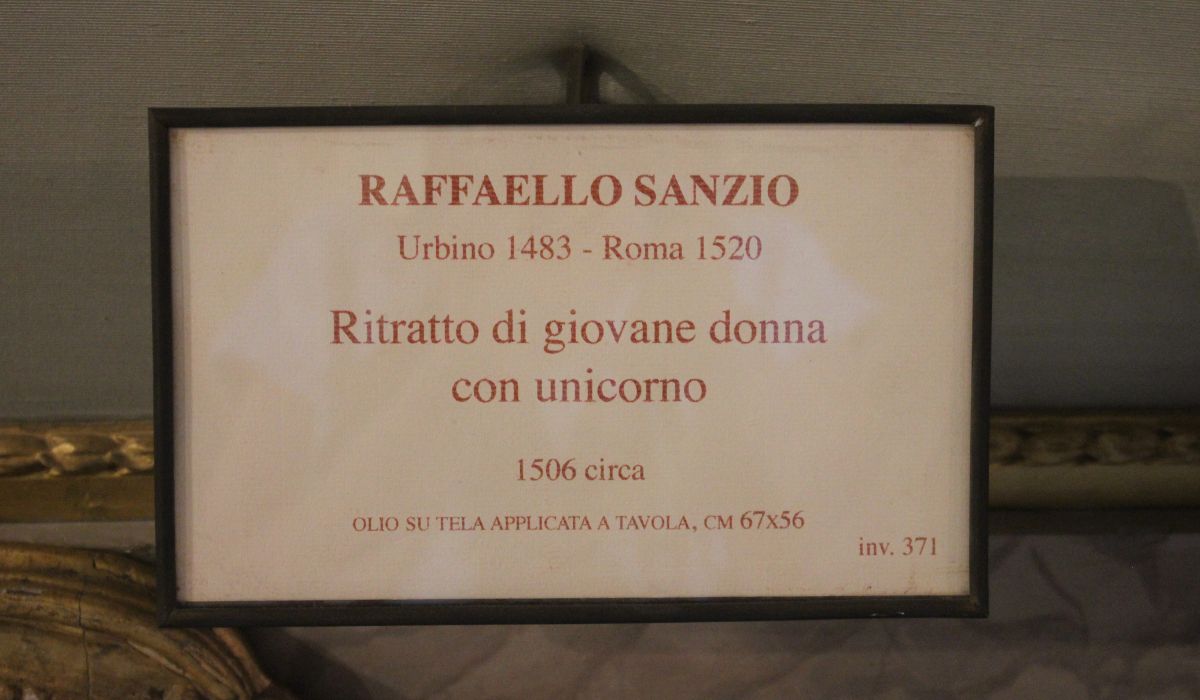 RAFFAELLO SANZIO
Urbino 1483 - Roma 1520
Ritratto di giovane donna
con unicorno
1506 circa
OLIO SU TELA APPLICATA A TAVOLA, CM 67x56
inv. 371